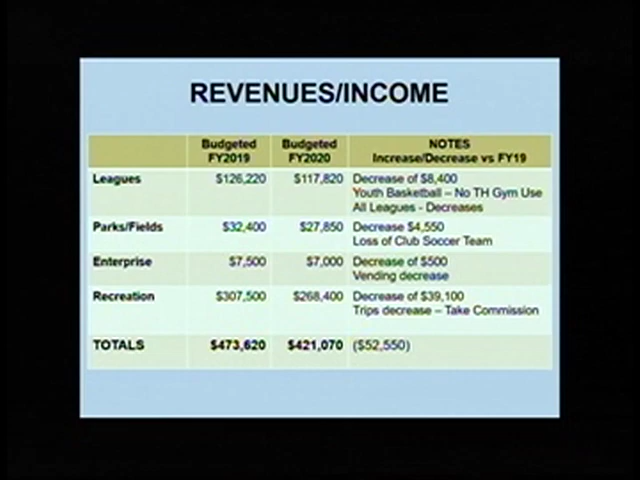 REVENUES/INCOME
Budgeted FY2019 Budgeted FY2020 NOTES Increase/Decrease vs FY19
Leagues $126,220 $117,820 Decrease of $8,400
Youth Basketball – No TH Gym Use
All Leagues - Decreases
Parks/Fields $32,400 $27,850 Decrease $4,550
Loss of Club Soccer Team
Enterprise $7,500 $7,000 Decrease of $500
Vending decrease
Recreation $307,500 $268,400 Decrease of $39,100
Trips decrease – Take Commission
TOTALS $473,620 $421,070 ($52,550)